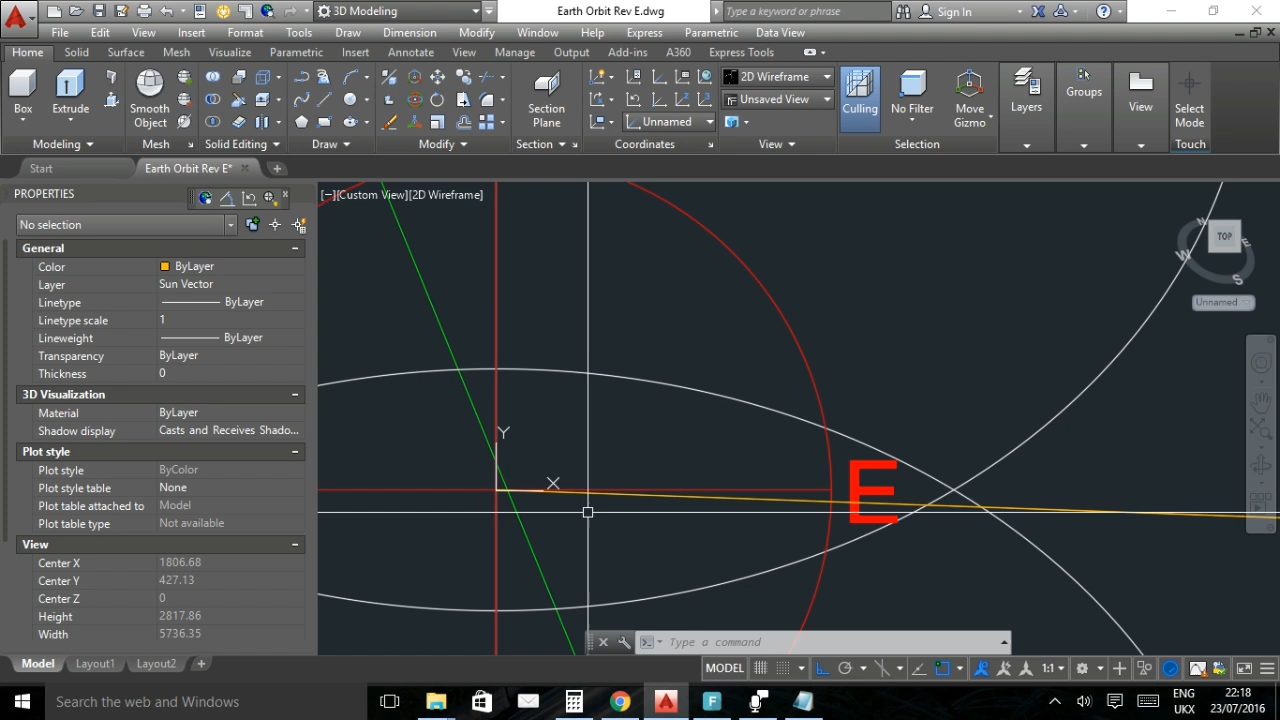 3D Modeling
Earth Orbit Rev E.dwg
Type a keyword or phrase
Sign In
File Edit View Insert Format Tools Draw Dimension Modify Window Help Express Parametric Data View
Home Solid Surface Mesh Visualize Parametric Insert Annotate View Manage Output Add-ins A360 Express Tools
Box
Extrude
Smooth Object
Section Plane
2D Wireframe
Unsaved View
Unnamed
Culling
No Filter
Move Gizmo
Layers
Groups
View
Select Mode
Modeling
Mesh
Solid Editing
Draw
Modify
Section
Coordinates
View
Selection
Touch
Start
Earth Orbit Rev E*
PROPERTIES
No selection
General
Color ByLayer
Layer Sun Vector
Linetype ByLayer
Linetype scale 1
Lineweight ByLayer
Transparency ByLayer
Thickness 0
3D Visualization
Material ByLayer
Shadow display Casts and Receives Shado...
Plot style
Plot style ByColor
Plot style table None
Plot table attached to Model
Plot table type Not available
View
Center X 1806.68
Center Y 427.13
Center Z 0
Height 2817.86
Width 5736.35
[−][Custom View][2D Wireframe]
N
TOP
E
W
S
Unnamed
Y
X
E
Type a command
Model Layout1 Layout2
MODEL
1:1
Search the web and Windows
ENG
UKX
22:18
23/07/2016